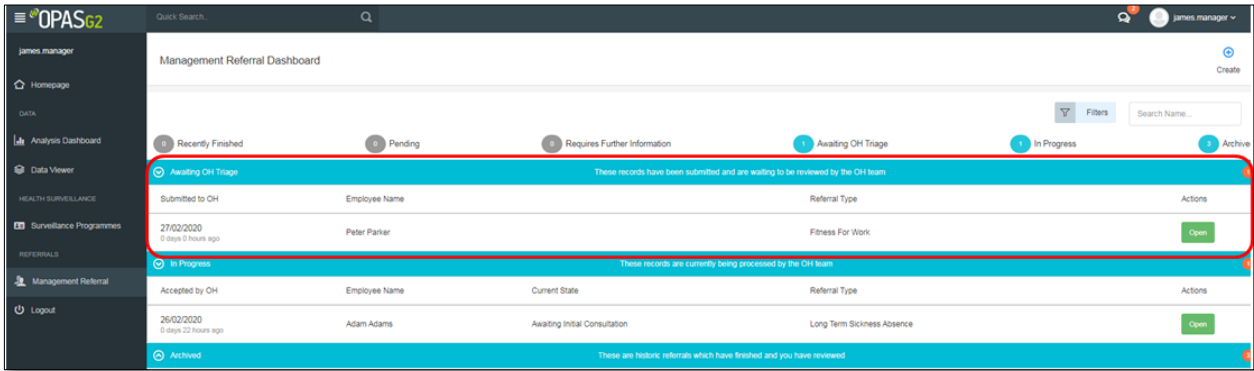 OPASG2
Quick Search..
2
james.manager
james.manager
Homepage
DATA
Analysis Dashboard
Data Viewer
HEALTH SURVEILLANCE
Surveillance Programmes
REFERRALS
Management Referral
Logout
Management Referral Dashboard
Create
Filters
Search Name...
0 Recently Finished
0 Pending
0 Requires Further Information
1 Awaiting OH Triage
1 In Progress
3 Archive
Awaiting OH Triage These records have been submitted and are waiting to be reviewed by the OH team 1
Submitted to OH Employee Name Referral Type Actions
27/02/2020 Peter Parker Fitness For Work Open
0 days 0 hours ago
In Progress These records are currently being processed by the OH team 1
Accepted by OH Employee Name Current State Referral Type Actions
26/02/2020 Adam Adams Awaiting Initial Consultation Long Term Sickness Absence Open
0 days 22 hours ago
Archived These are historic referrals which have finished and you have reviewed